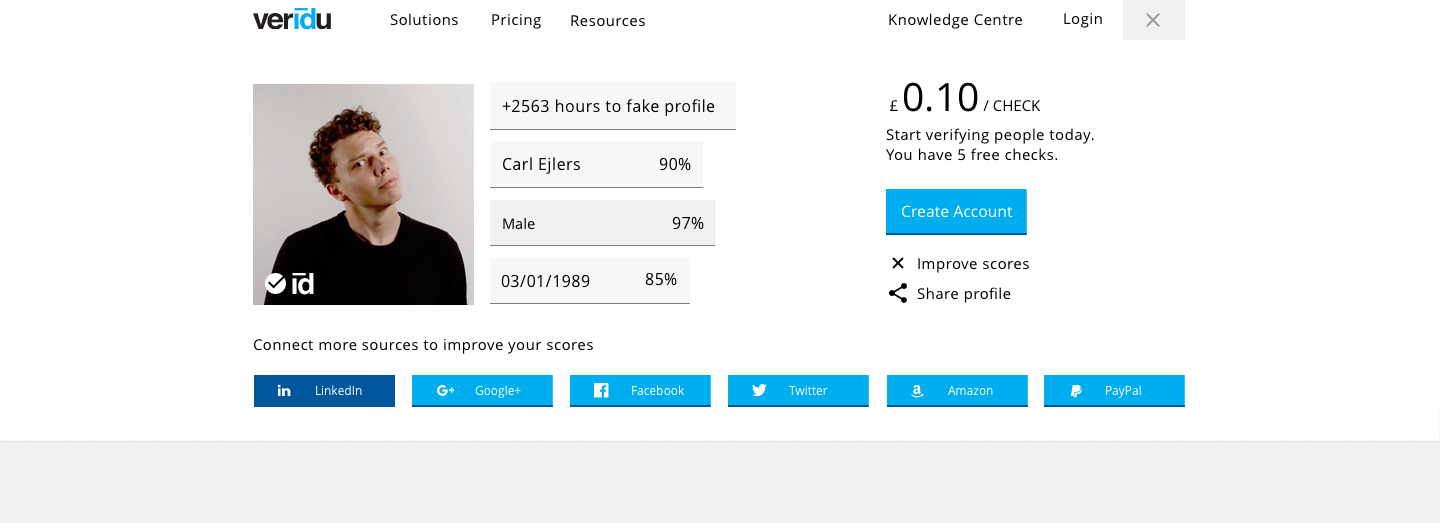 veridu Solutions Pricing Resources Knowledge Centre Login
+2563 hours to fake profile
Carl Ejlers 90%
Male 97%
03/01/1989 85%
id
£ 0.10 / CHECK
Start verifying people today.
You have 5 free checks.
Create Account
Improve scores
Share profile
Connect more sources to improve your scores
in LinkedIn G+ Google+ Facebook Twitter Amazon PayPal